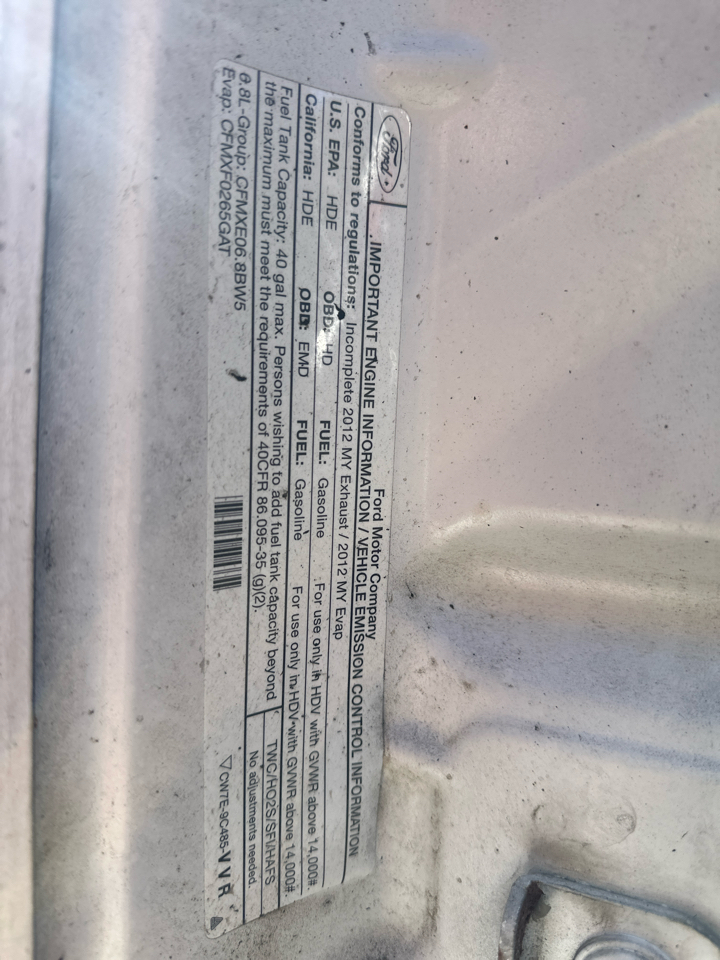 Ford
Ford Motor Company
IMPORTANT ENGINE INFORMATION / VEHICLE EMISSION CONTROL INFORMATION
Conforms to regulations: Incomplete 2012 MY Exhaust / 2012 MY Evap
U.S. EPA: HDE OBD: HD FUEL: Gasoline For use only in HDV with GVWR above 14,000#.
California: HDE OBD: EMD FUEL: Gasoline For use only in HDV with GVWR above 14,000#.
Fuel Tank Capacity: 40 gal max. Persons wishing to add fuel tank capacity beyond
the maximum must meet the requirements of 40CFR 86.095-35 (g)(2).
TWC/HO2S/SFI/HAFS
No adjustments needed.
6.8L-Group: CFMXE06.8BW5
Evap: CFMXF0265GAT
CW7E-9C485-VVR